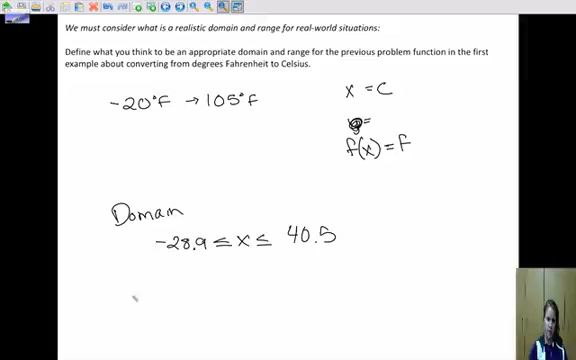 We must consider what is a realistic domain and range for real-world situations:
Define what you think to be an appropriate domain and range for the previous problem function in the first
example about converting from degrees Fahrenheit to Celsius.
-20°F → 105°F
x = C
=
f(x) = F
Domain
-28.9 ≤ x ≤ 40.5